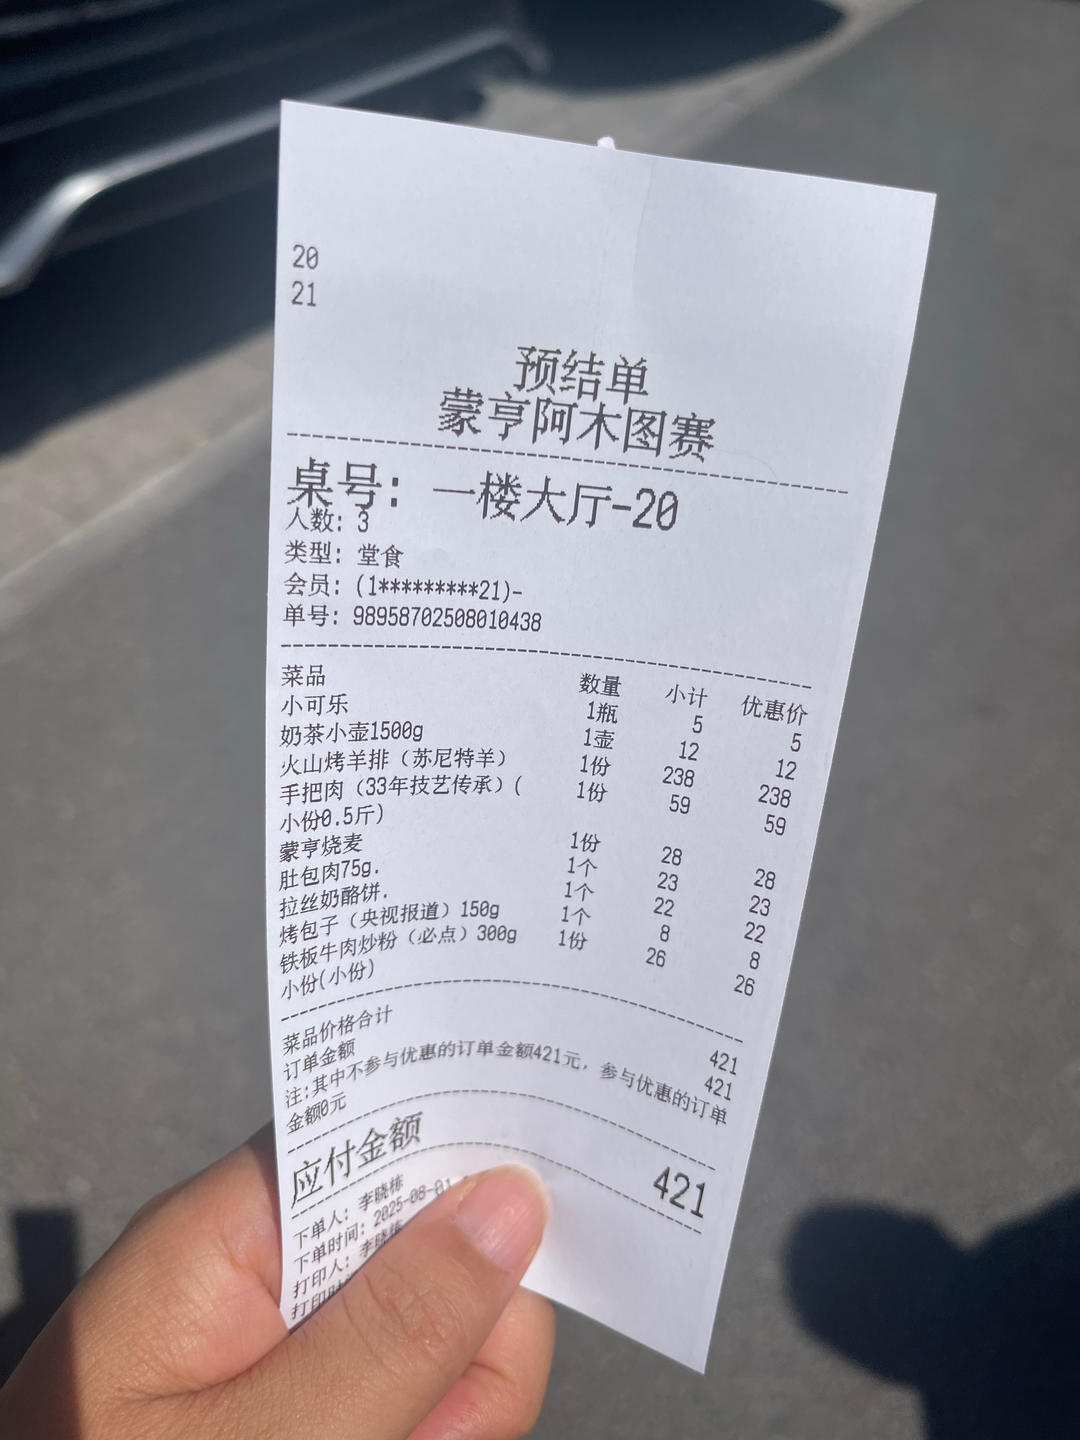 20
21
预结单
蒙亨阿木图赛
桌号: 一楼大厅-20
人数: 3
类型: 堂食
会员: (1*********21)-
单号: 98958702508010438
菜品 数量 小计 优惠价
小可乐 1瓶 5 5
奶茶小壶1500g 1壶 12 12
火山烤羊排（苏尼特羊） 1份 238 238
手把肉（33年技艺传承）( 1份 59 59
小份0.5斤)
蒙亨烧麦 1份 28 28
肚包肉75g. 1个 23 23
拉丝奶酪饼. 1个 22 22
烤包子（央视报道）150g 1个 8 8
铁板牛肉炒粉（必点）300g 1份 26 26
小份(小份)
菜品价格合计 421
订单金额 421
注:其中不参与优惠的订单金额421元, 参与优惠的订单
金额0元
应付金额 421
下单人: 李晓栋
下单时间: 2025-08-01
打印人: 李晓栋
打印时